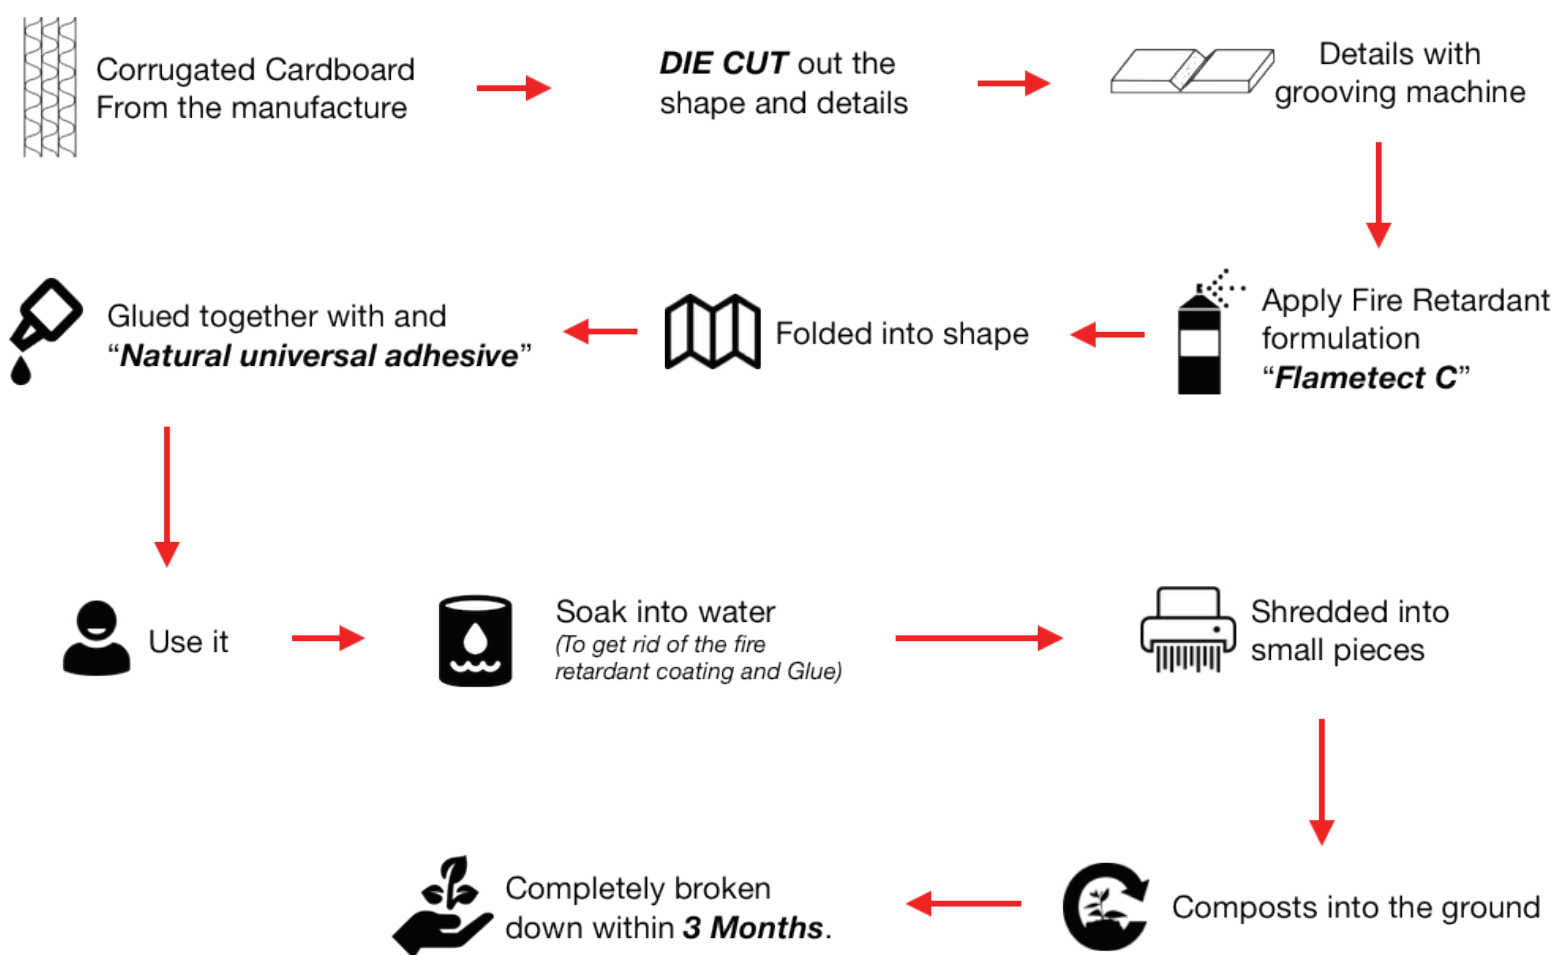 Corrugated Cardboard
From the manufacture
DIE CUT out the
shape and details
Details with
grooving machine
Apply Fire Retardant
formulation
“Flametect C”
Folded into shape
Glued together with and
“Natural universal adhesive”
Use it
Soak into water
(To get rid of the fire
retardant coating and Glue)
Shredded into
small pieces
Composts into the ground
Completely broken
down within 3 Months.